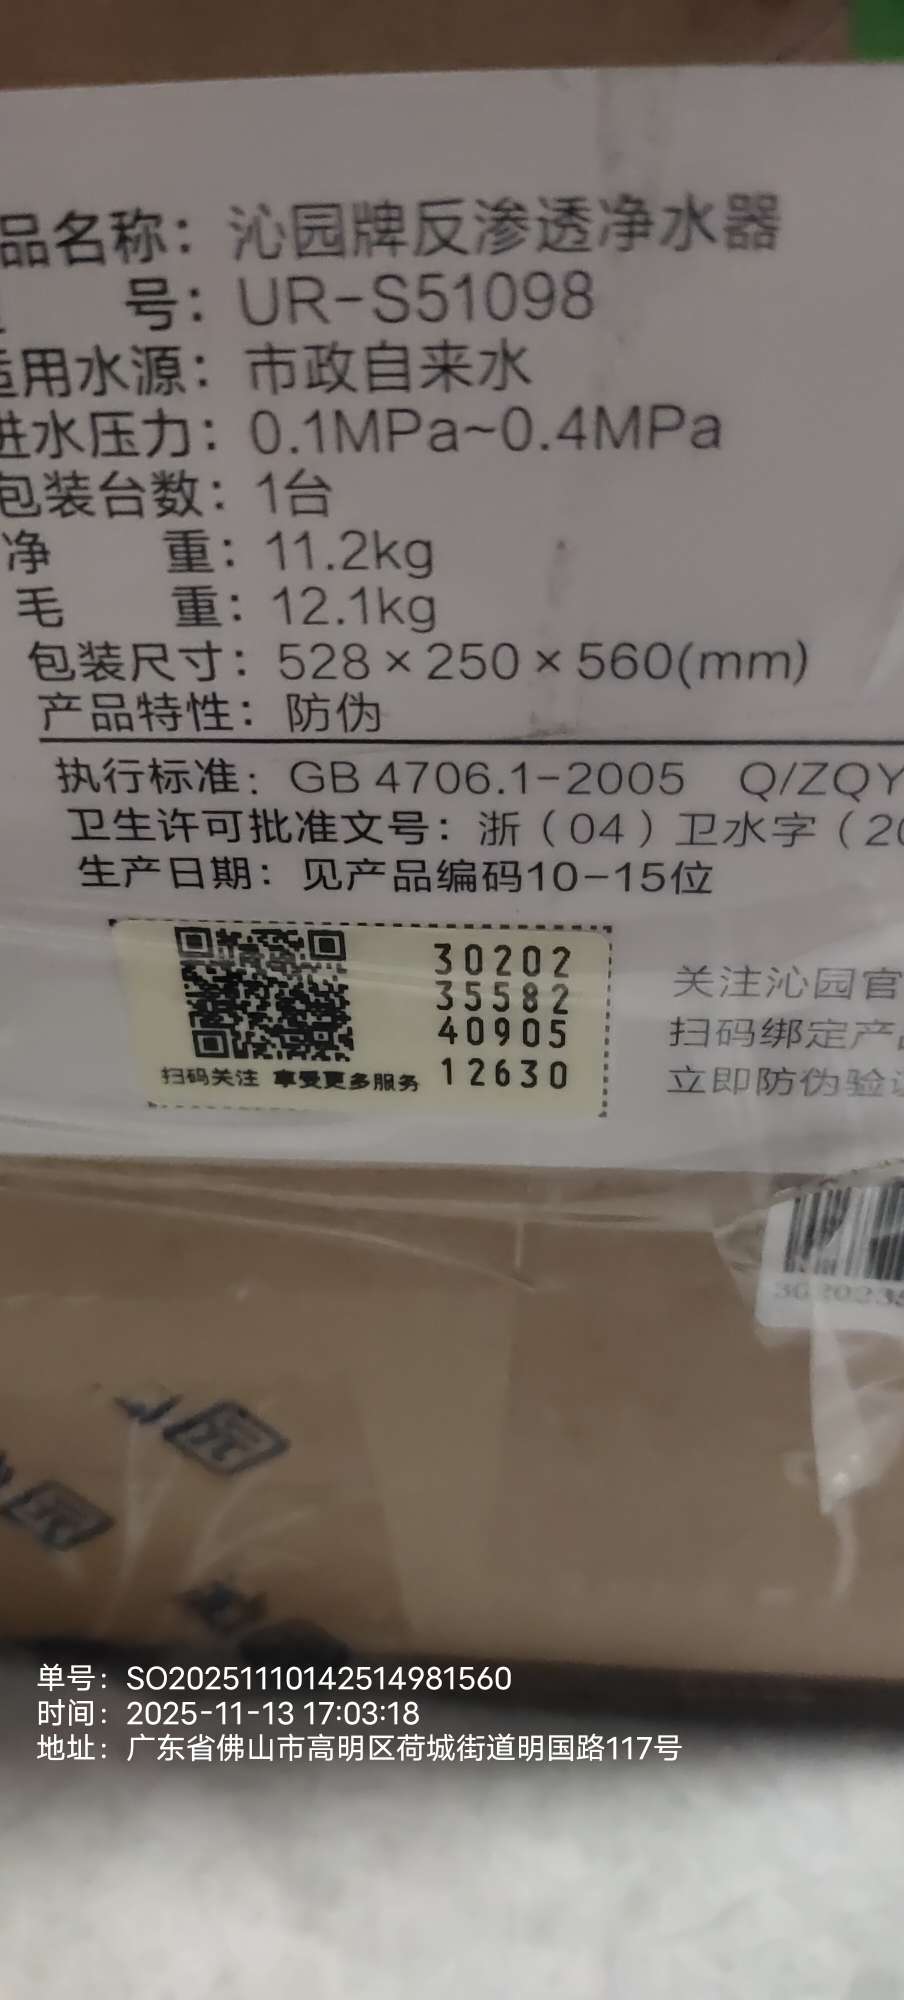 品名称：沁园牌反渗透净水器
号：UR-S51098
适用水源：市政自来水
进水压力：0.1MPa~0.4MPa
包装台数：1台
净 重：11.2kg
毛 重：12.1kg
包装尺寸：528×250×560(mm)
产品特性：防伪
执行标准：GB 4706.1-2005 Q/ZQY
卫生许可批准文号：浙（04）卫水字（20
生产日期：见产品编码10-15位
30202
35582
40905
12630
扫码关注 享受更多服务
关注沁园官
扫码绑定产品
立即防伪验证
3020235
沁园
沁园
单号：SO20251110142514981560
时间：2025-11-13 17:03:18
地址：广东省佛山市高明区荷城街道明国路117号